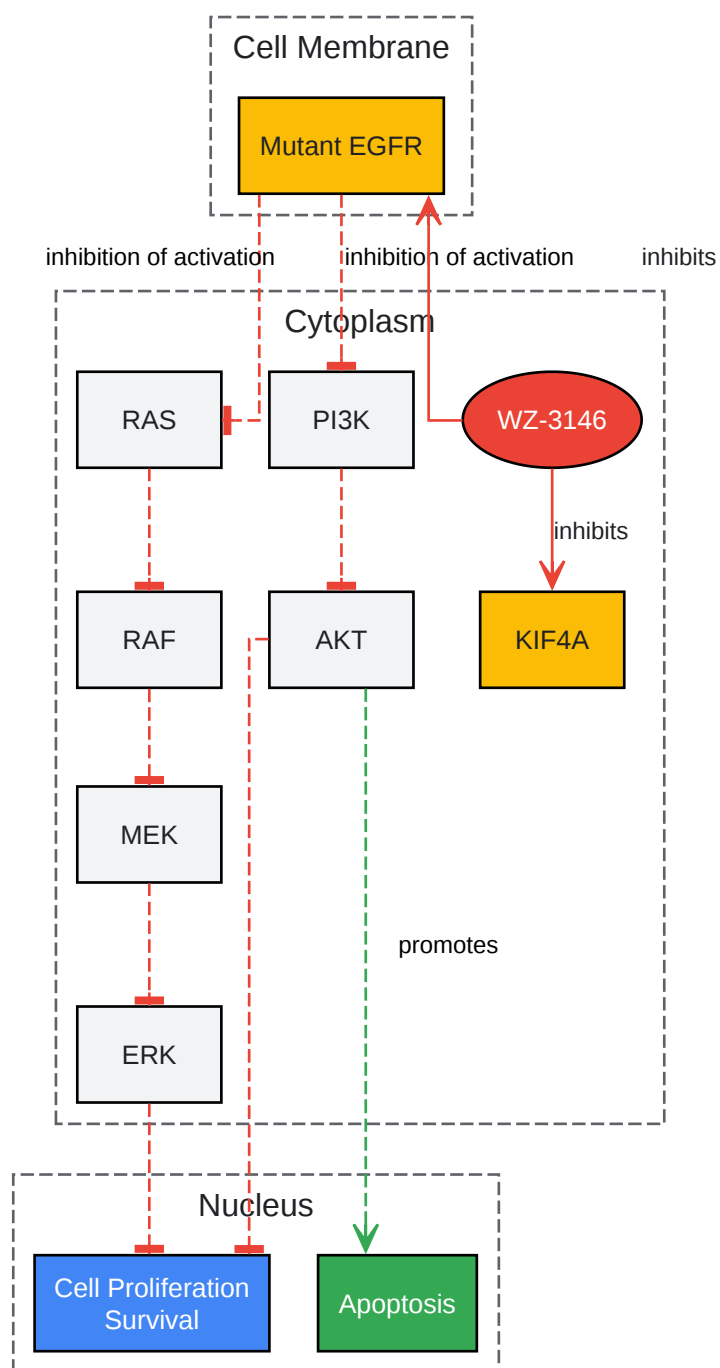 Cell Membrane
Mutant EGFR
inhibition of activation
inhibition of activation
inhibits
Cytoplasm
RAS
PI3K
WZ-3146
inhibits
RAF
AKT
KIF4A
MEK
promotes
ERK
Nucleus
Cell Proliferation
Survival
Apoptosis